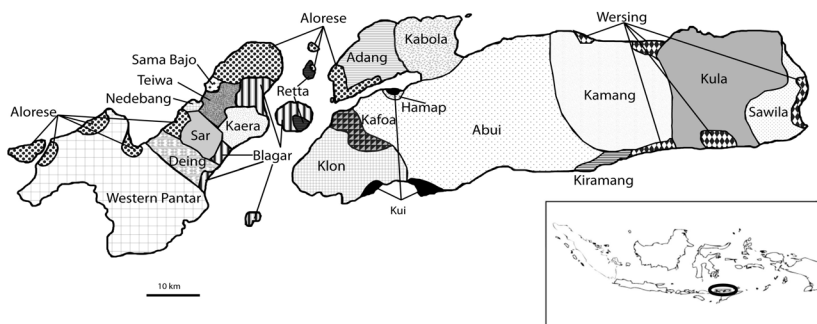 Alorese
Wersing
Sama Bajo
Adang
Kabola
Teiwa
Nedebang
Retta
Kula
Kamang
Hamap
Sawila
Alorese
Kaera
Kafoa
Sar
Abui
Deing
Blagar
Klon
Kiramang
Western Pantar
Kui
10 km